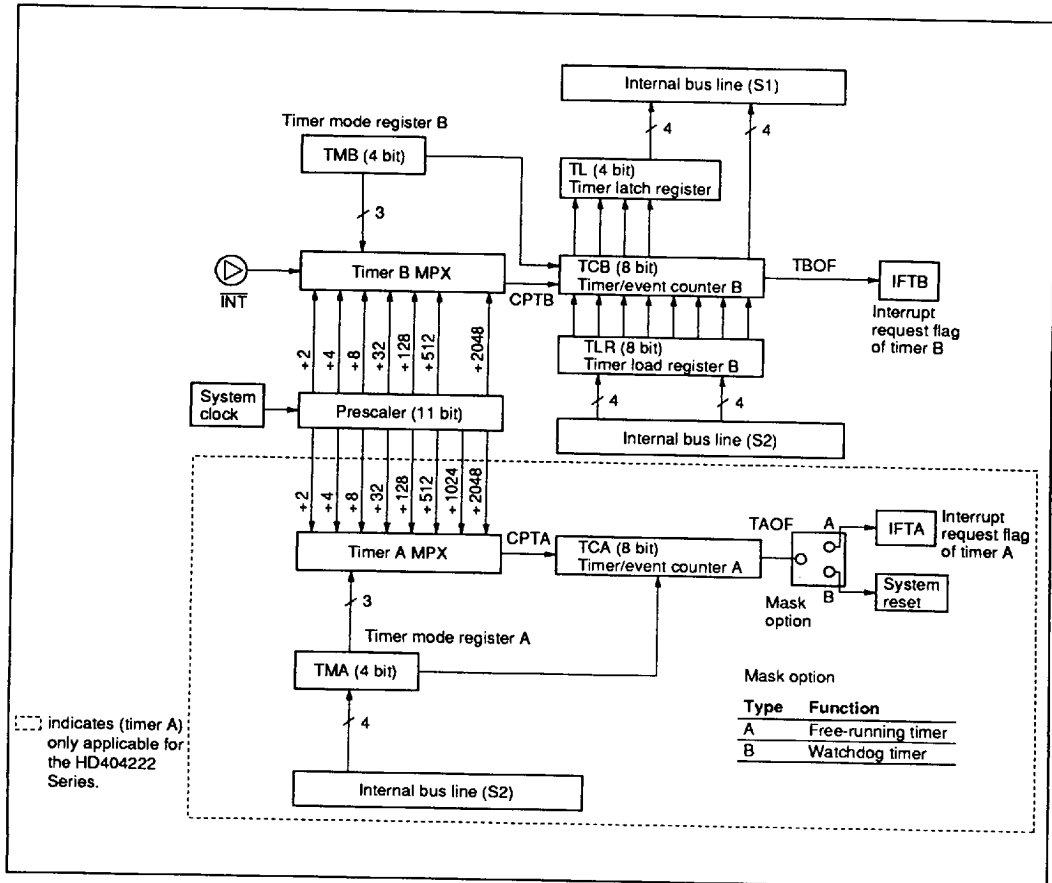 Internal bus line (S1)
4
4
Timer mode register B
TMB (4 bit)
TL (4 bit)
Timer latch register
3
INT
Timer B MPX
CPTB
TCB (8 bit)
Timer/event counter B
TBOF
IFTB
Interrupt
request flag
of timer B
÷2
÷4
÷8
÷32
÷128
÷512
÷2048
TLR (8 bit)
Timer load register B
4
4
System
clock
Prescaler (11 bit)
Internal bus line (S2)
÷2
÷4
÷8
÷32
÷128
÷512
÷1024
÷2048
Timer A MPX
CPTA
TCA (8 bit)
Timer/event counter A
TAOF
A
B
Mask
option
IFTA
Interrupt
request flag
of timer A
System
reset
3
Timer mode register A
TMA (4 bit)
4
Internal bus line (S2)
Mask option
Type Function
A Free-running timer
B Watchdog timer
indicates (timer A)
only applicable for
the HD404222
Series.